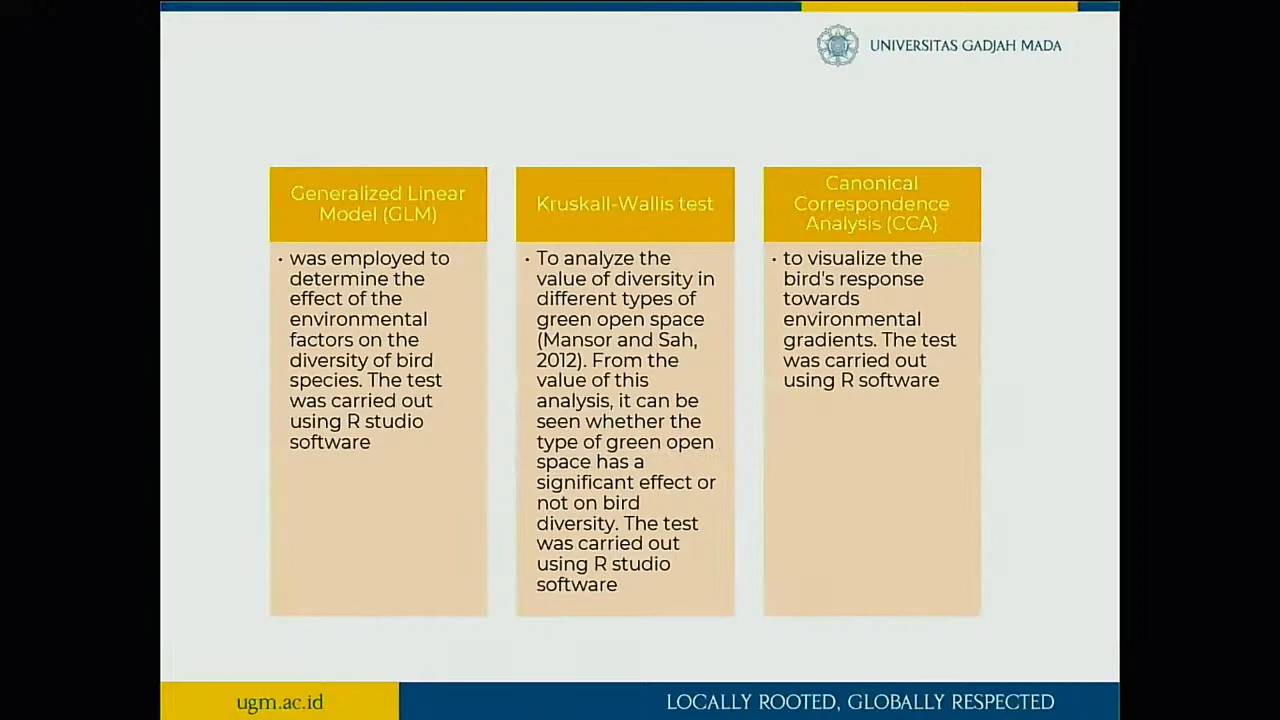 UNIVERSITAS GADJAH MADA
Generalized Linear
Model (GLM)
• was employed to
determine the
effect of the
environmental
factors on the
diversity of bird
species. The test
was carried out
using R studio
software
Kruskall-Wallis test
• To analyze the
value of diversity in
different types of
green open space
(Mansor and Sah,
2012). From the
value of this
analysis, it can be
seen whether the
type of green open
space has a
significant effect or
not on bird
diversity. The test
was carried out
using R studio
software
Canonical
Correspondence
Analysis (CCA)
• to visualize the
bird's response
towards
environmental
gradients. The test
was carried out
using R software
ugm.ac.id
LOCALLY ROOTED, GLOBALLY RESPECTED